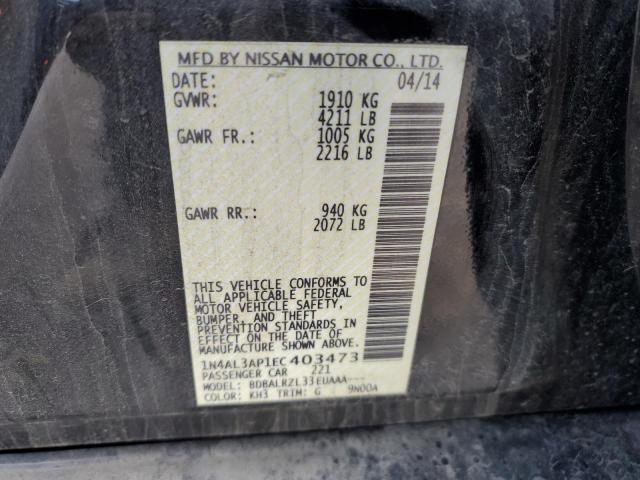 MFD BY NISSAN MOTOR CO., LTD.
DATE: 04/14
GVWR: 1910 KG
4211 LB
GAWR FR.: 1005 KG
2216 LB
GAWR RR.: 940 KG
2072 LB
THIS VEHICLE CONFORMS TO
ALL APPLICABLE FEDERAL
MOTOR VEHICLE SAFETY,
BUMPER, AND THEFT
PREVENTION STANDARDS IN
EFFECT ON THE DATE OF
MANUFACTURE SHOWN ABOVE.
1N4AL3AP1EC403473
PASSENGER CAR 221
MODEL: BDBALRZL33EUAAA---
COLOR: KH3 TRIM: G 9N00A